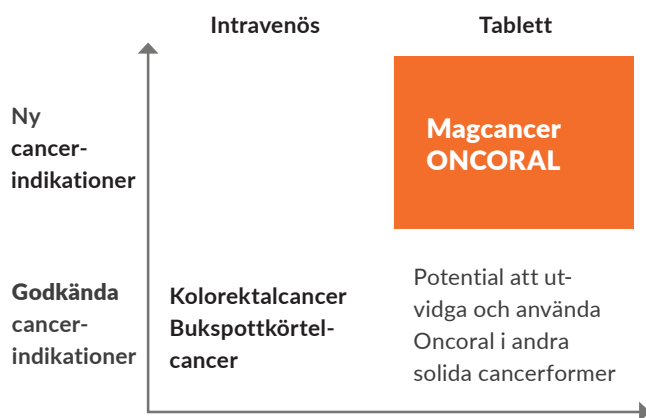 Intravenös
Tablett
Ny
cancer-
indikationer
Magcancer
ONCORAL
Godkända
cancer-
indikationer
Kolorektalcancer
Bukspottkörtel-
cancer
Potential att ut-
vidga och använda
Oncoral i andra
solida cancerformer